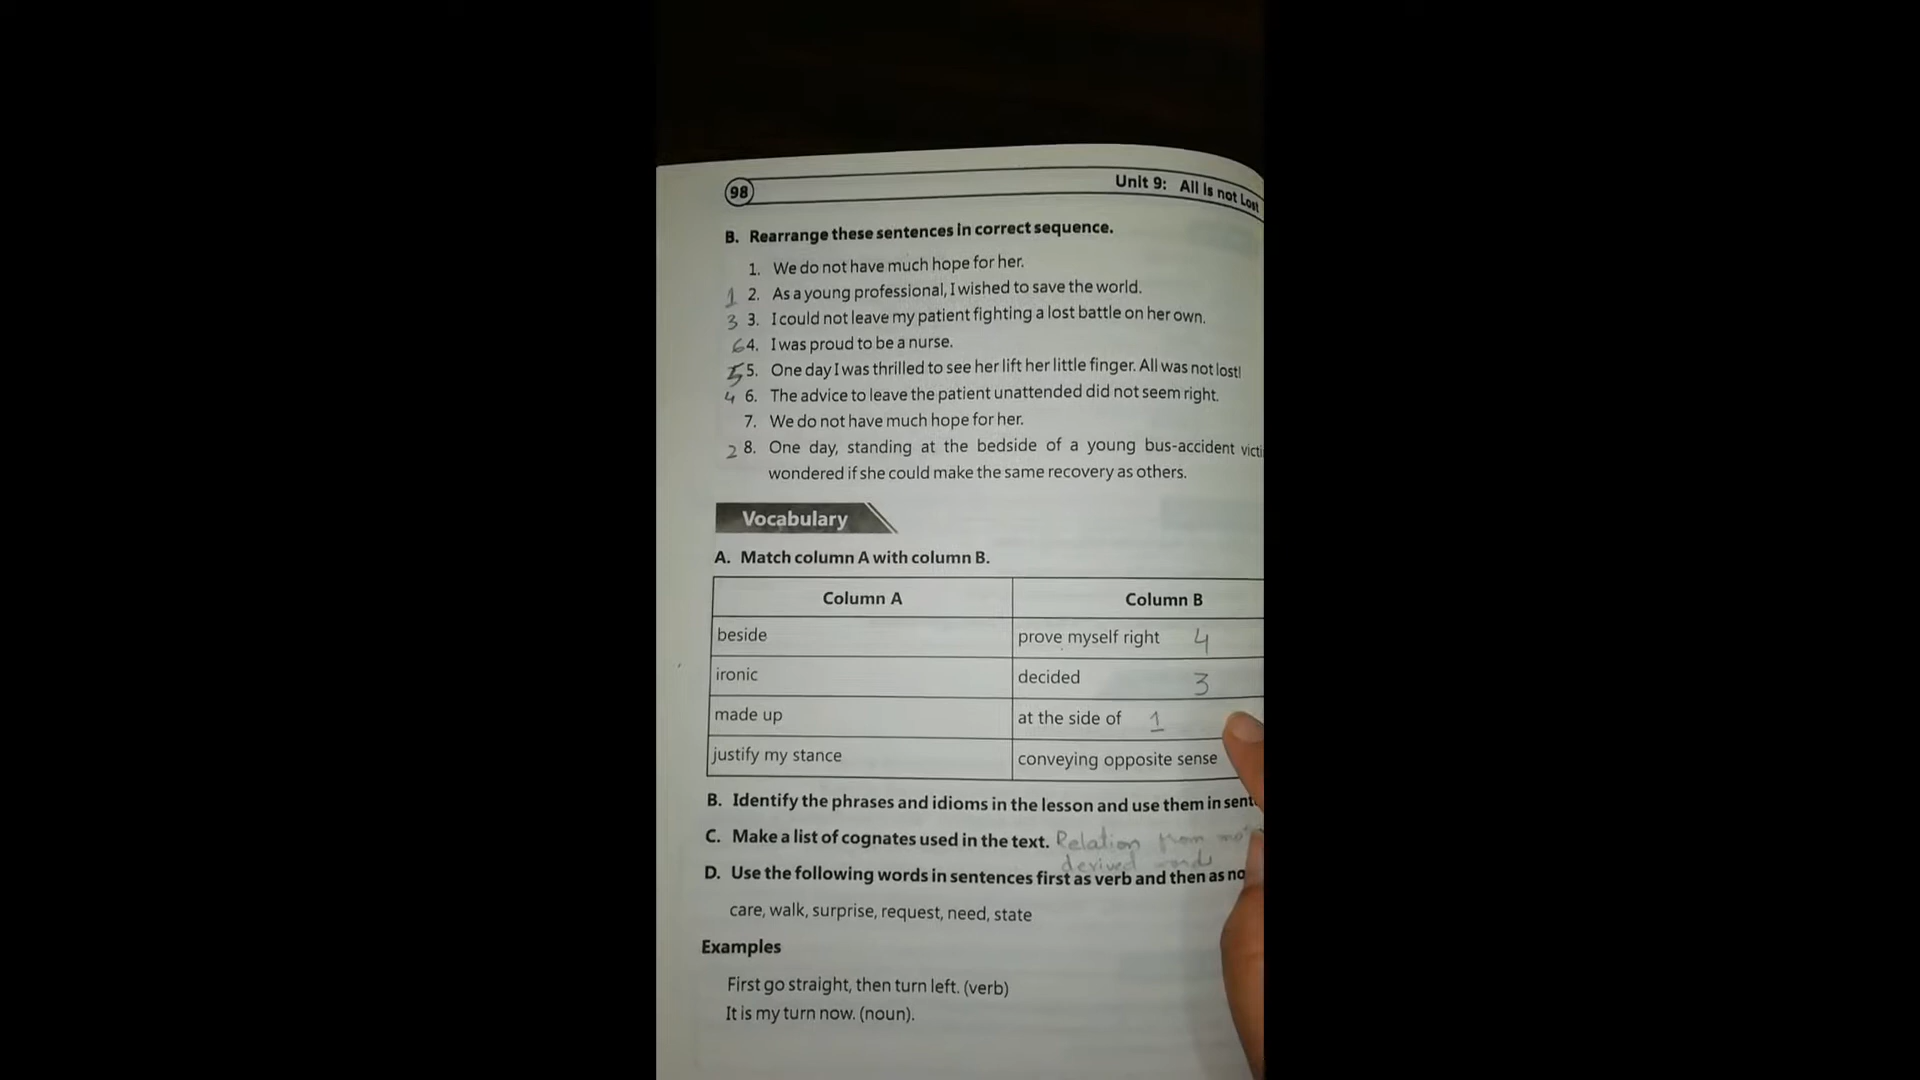 98
Unit 9: All is not Lost
B. Rearrange these sentences in correct sequence.
1. We do not have much hope for her.
1 2. As a young professional, I wished to save the world.
3 3. I could not leave my patient fighting a lost battle on her own.
6 4. I was proud to be a nurse.
5 5. One day I was thrilled to see her lift her little finger. All was not lost!
4 6. The advice to leave the patient unattended did not seem right.
7. We do not have much hope for her.
2 8. One day, standing at the bedside of a young bus-accident victi
wondered if she could make the same recovery as others.
Vocabulary
A. Match column A with column B.
Column A Column B
beside prove myself right 4
ironic decided 3
made up at the side of 1
justify my stance conveying opposite sense
B. Identify the phrases and idioms in the lesson and use them in sent
C. Make a list of cognates used in the text. Relation from
derived words
D. Use the following words in sentences first as verb and then as no
care, walk, surprise, request, need, state
Examples
First go straight, then turn left. (verb)
It is my turn now. (noun).